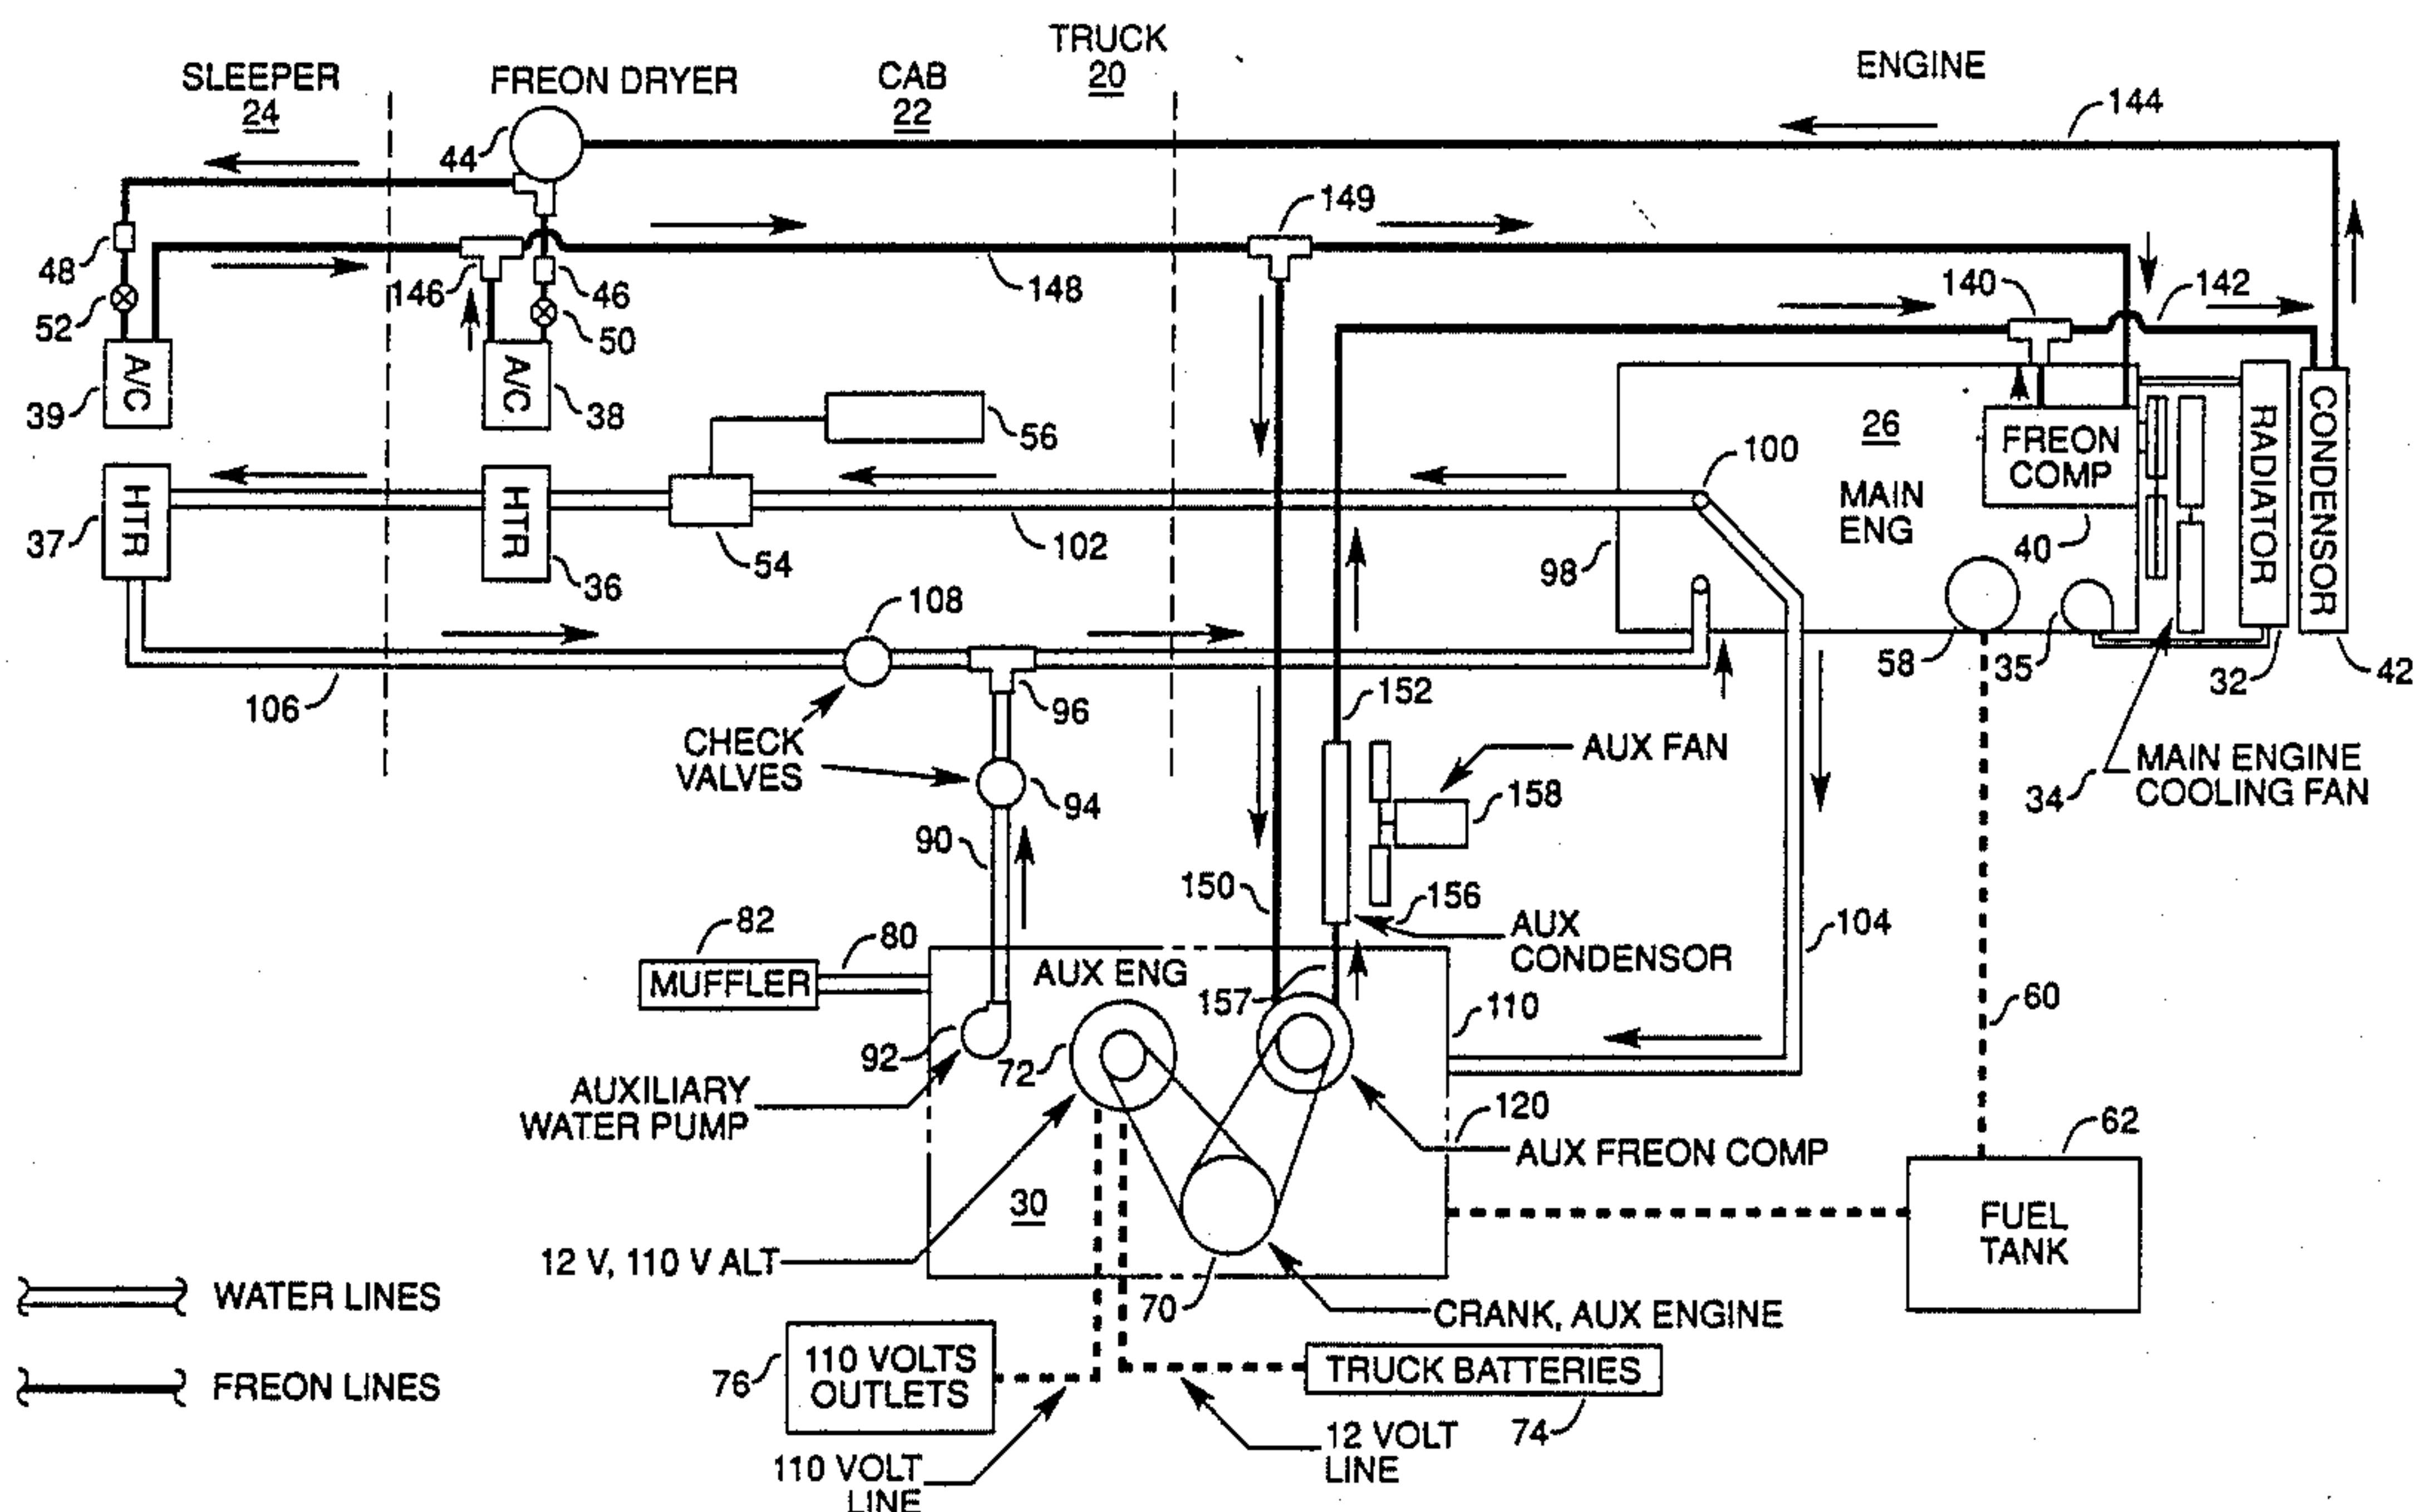 TRUCK
20
SLEEPER
24
FREON DRYER
CAB
22
ENGINE
144
44
149
48
146
46
148
140
142
52
50
A/C
39
A/C
38
56
100
26
MAIN
ENG
FREON
COMP
40
RADIATOR
CONDENSOR
HTR
37
HTR
36
54
102
98
108
58
35
32
42
106
96
152
CHECK
VALVES
94
AUX FAN
158
34
MAIN ENGINE
COOLING FAN
90
150
156
AUX
CONDENSOR
104
82
80
MUFFLER
AUX ENG
157
110
60
92
72
AUXILIARY
WATER PUMP
120
AUX FREON COMP
62
30
FUEL
TANK
12 V, 110 V ALT
70
CRANK, AUX ENGINE
WATER LINES
FREON LINES
76
110 VOLTS
OUTLETS
TRUCK BATTERIES
74
12 VOLT
LINE
110 VOLT
LINE